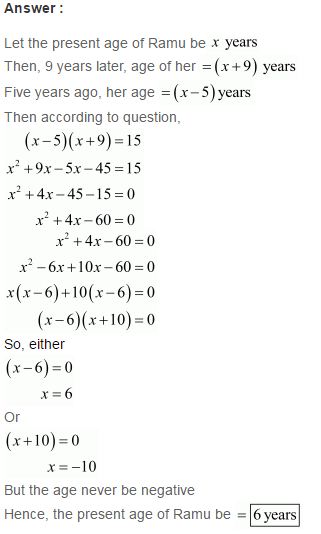 Answer :
Let the present age of Ramu be x years
Then, 9 years later, age of her =(x+9) years
Five years ago, her age =(x−5)years
Then according to question,
(x−5)(x+9)=15
x²+9x−5x−45=15
x²+4x−45−15=0
x²+4x−60=0
x²+4x−60=0
x²−6x+10x−60=0
x(x−6)+10(x−6)=0
(x−6)(x+10)=0
So, either
(x−6)=0
x=6
Or
(x+10)=0
x=−10
But the age never be negative
Hence, the present age of Ramu be = 6 years